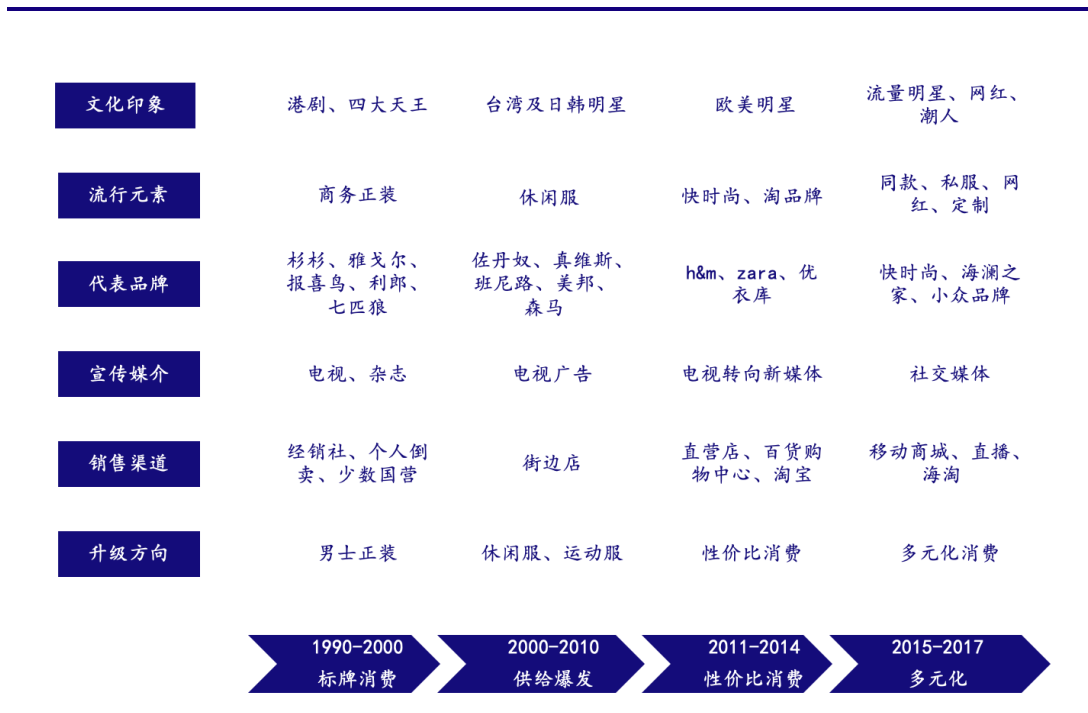 文化印象
港剧、四大天王
台湾及日韩明星
欧美明星
流量明星、网红、
潮人
流行元素
商务正装
休闲服
快时尚、淘品牌
同款、私服、网
红、定制
代表品牌
杉杉、雅戈尔、
报喜鸟、利郎、
七匹狼
佐丹奴、真维斯、
班尼路、美邦、
森马
h&m、zara、优
衣库
快时尚、海澜之
家、小众品牌
宣传媒介
电视、杂志
电视广告
电视转向新媒体
社交媒体
销售渠道
经销社、个人倒
卖、少数国营
街边店
直营店、百货购
物中心、淘宝
移动商城、直播、
海淘
升级方向
男士正装
休闲服、运动服
性价比消费
多元化消费
1990-2000
标牌消费
2000-2010
供给爆发
2011-2014
性价比消费
2015-2017
多元化